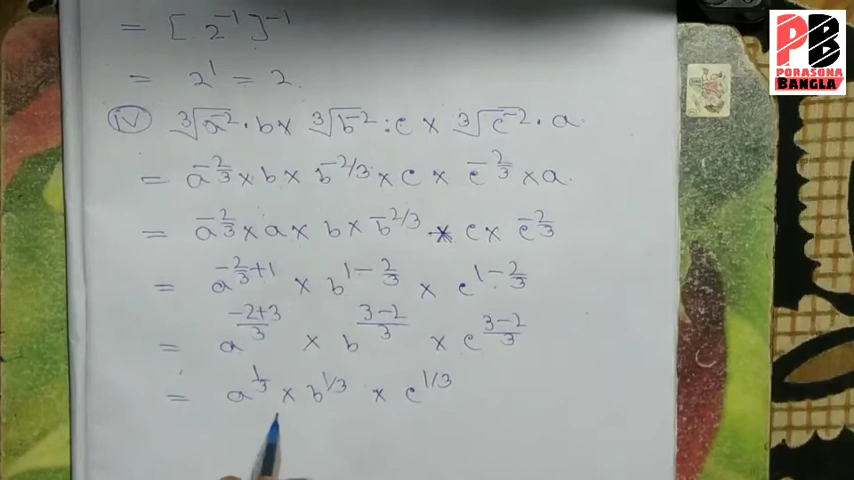 = [2⁻¹]⁻¹
= 2¹ = 2.
(iv) ∛a⁻² · b × ∛b⁻² · c × ∛c⁻² · a.
= a^(-2/3) × b × b^(-2/3) × c × c^(-2/3) × a.
= a^(-2/3) × a × b × b^(-2/3) × c × c^(-2/3)
= a^(-2/3+1) × b^(1-2/3) × c^(1-2/3)
= a^((-2+3)/3) × b^((3-2)/3) × c^((3-2)/3)
= a^(1/3) × b^(1/3) × c^(1/3)
PB
PORASONA
BANGLA